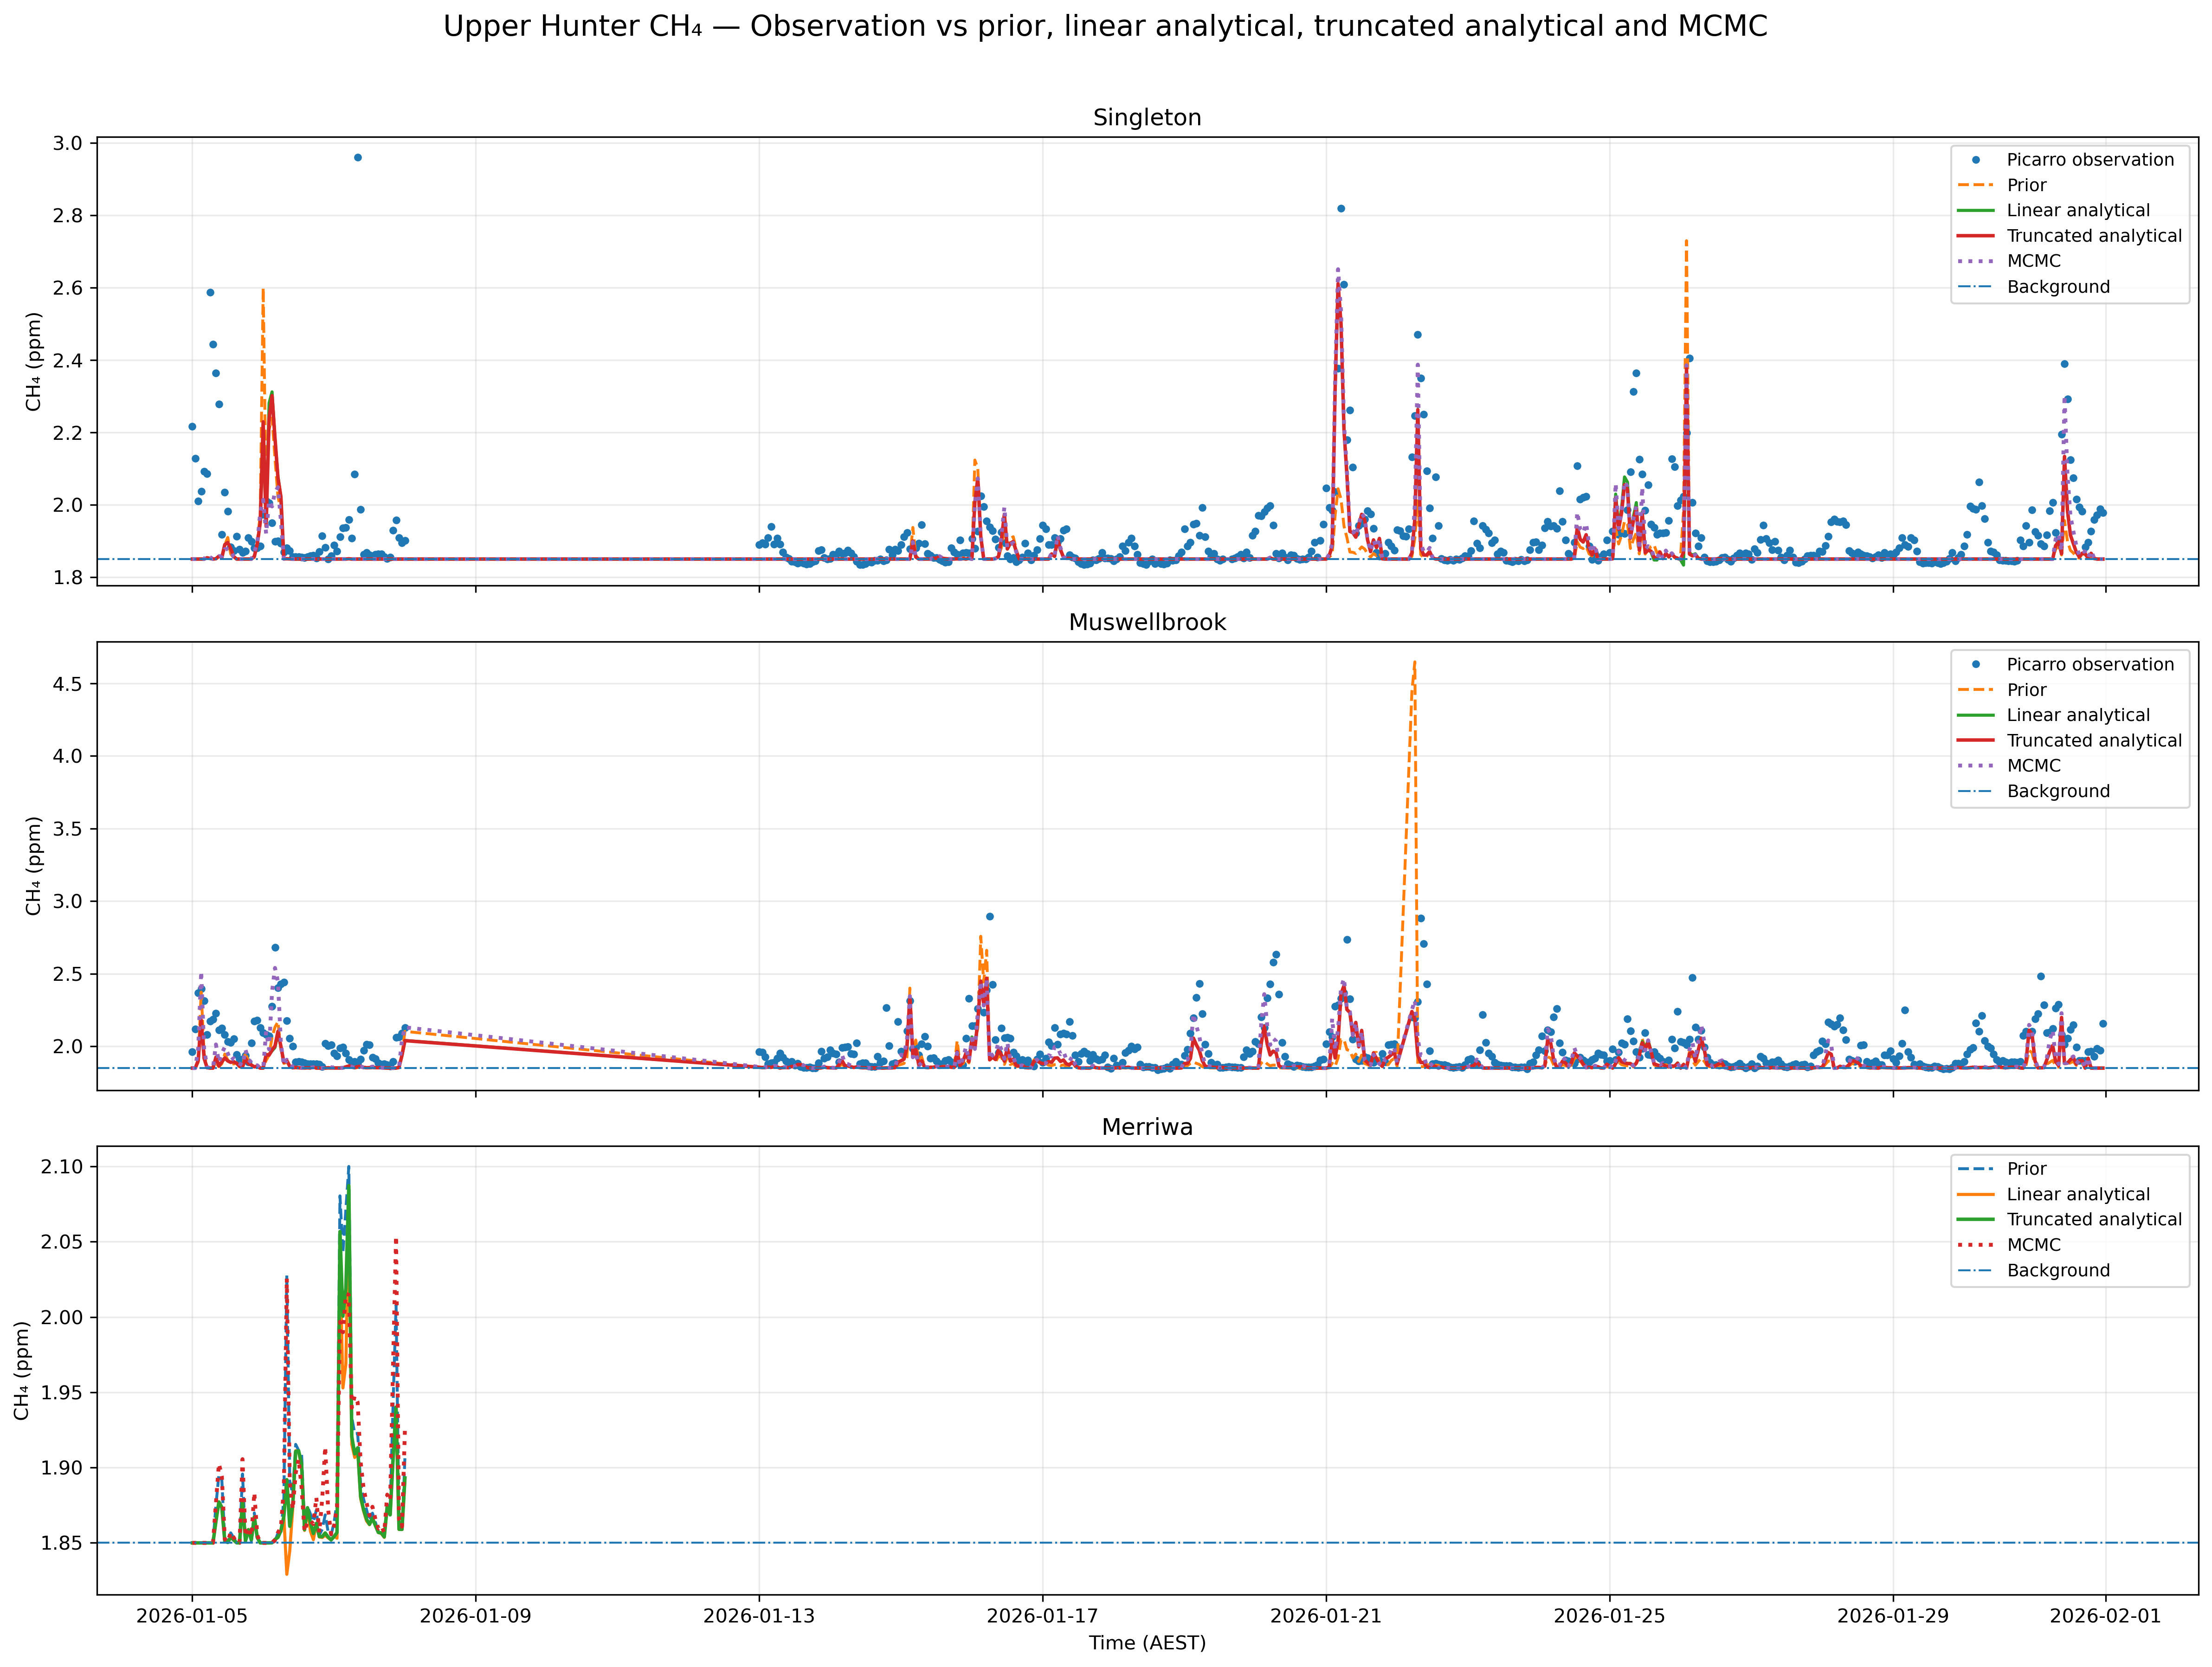 Upper Hunter CH₄ — Observation vs prior, linear analytical, truncated analytical and MCMC
Singleton
CH₄ (ppm)
3.0
2.8
2.6
2.4
2.2
2.0
1.8
Picarro observation
Prior
Linear analytical
Truncated analytical
MCMC
Background
Muswellbrook
CH₄ (ppm)
4.5
4.0
3.5
3.0
2.5
2.0
Picarro observation
Prior
Linear analytical
Truncated analytical
MCMC
Background
Merriwa
CH₄ (ppm)
2.10
2.05
2.00
1.95
1.90
1.85
Prior
Linear analytical
Truncated analytical
MCMC
Background
2026-01-05 2026-01-09 2026-01-13 2026-01-17 2026-01-21 2026-01-25 2026-01-29 2026-02-01
Time (AEST)